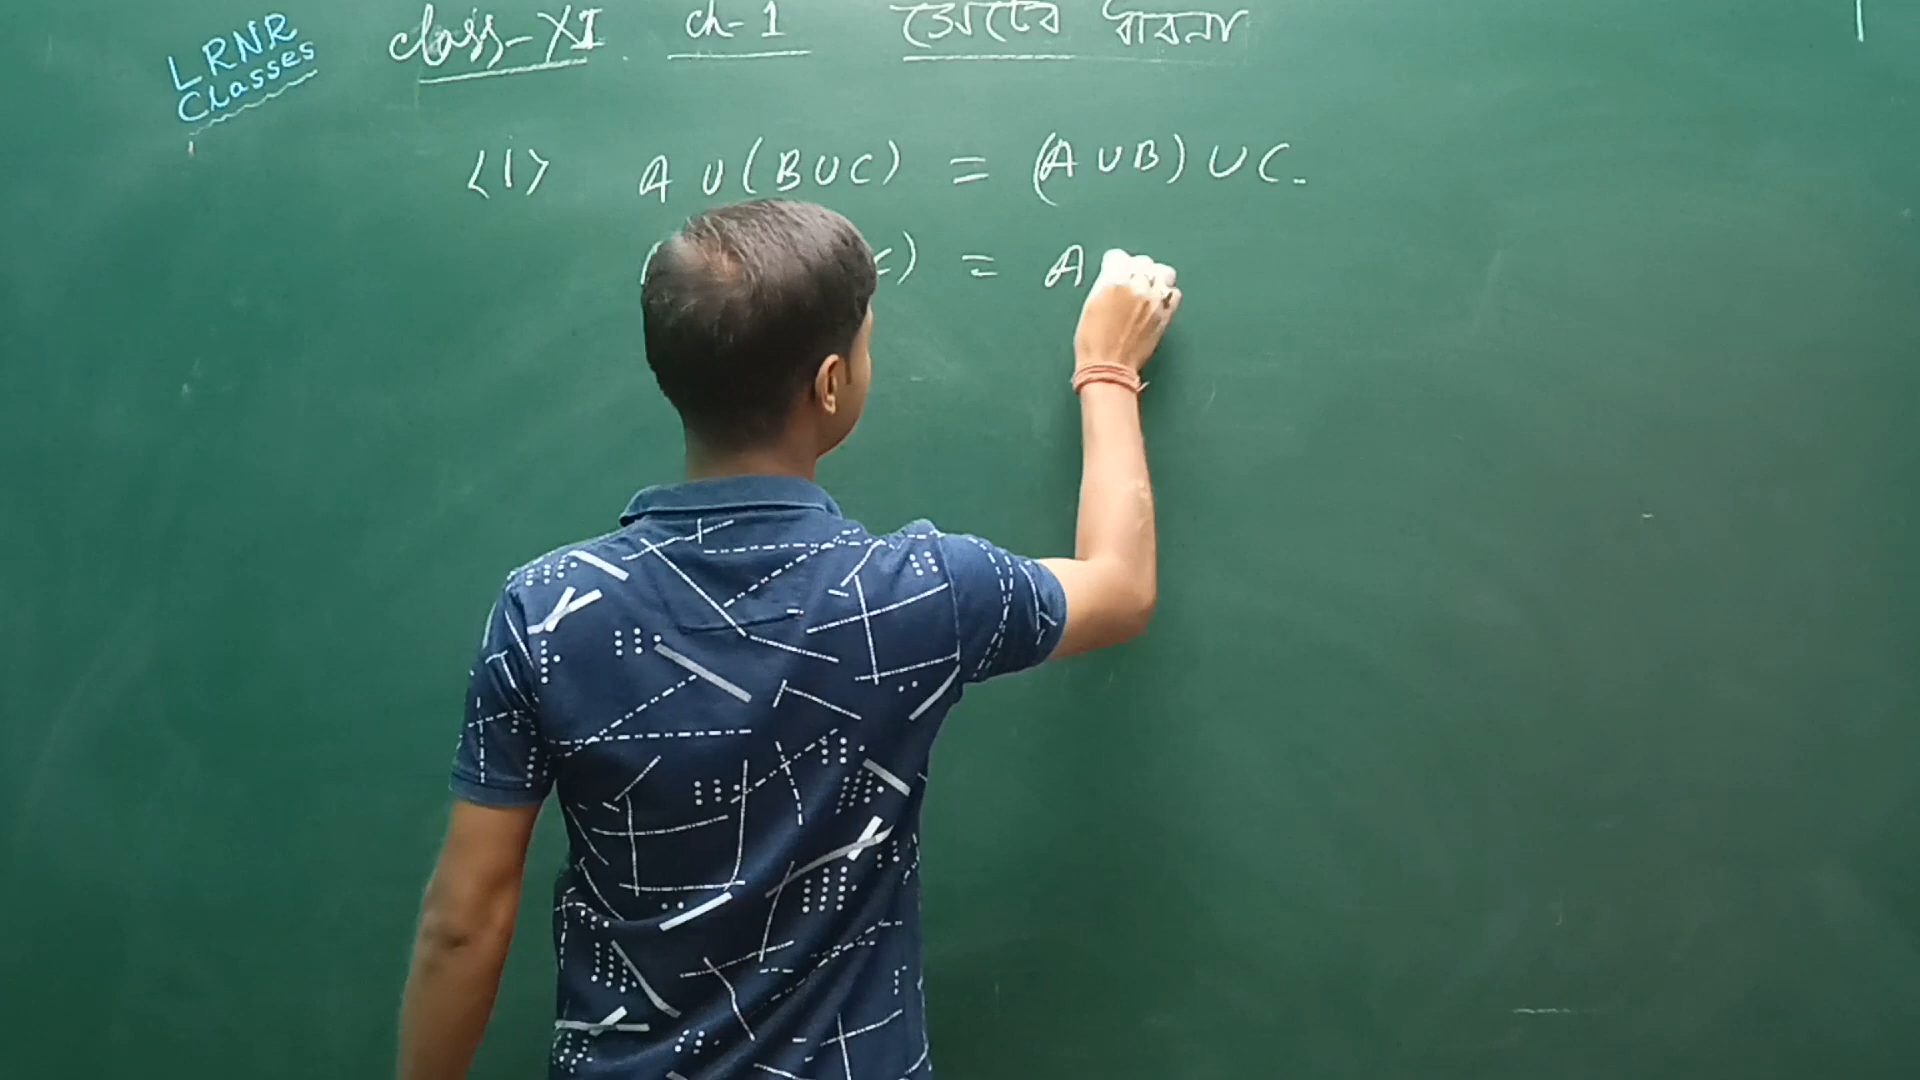 LRNR
Classes
Class-XI ch-1 সেটের ধারনা
<1> A ∪ (B ∪ C) = (A ∪ B) ∪ C.
C) = A